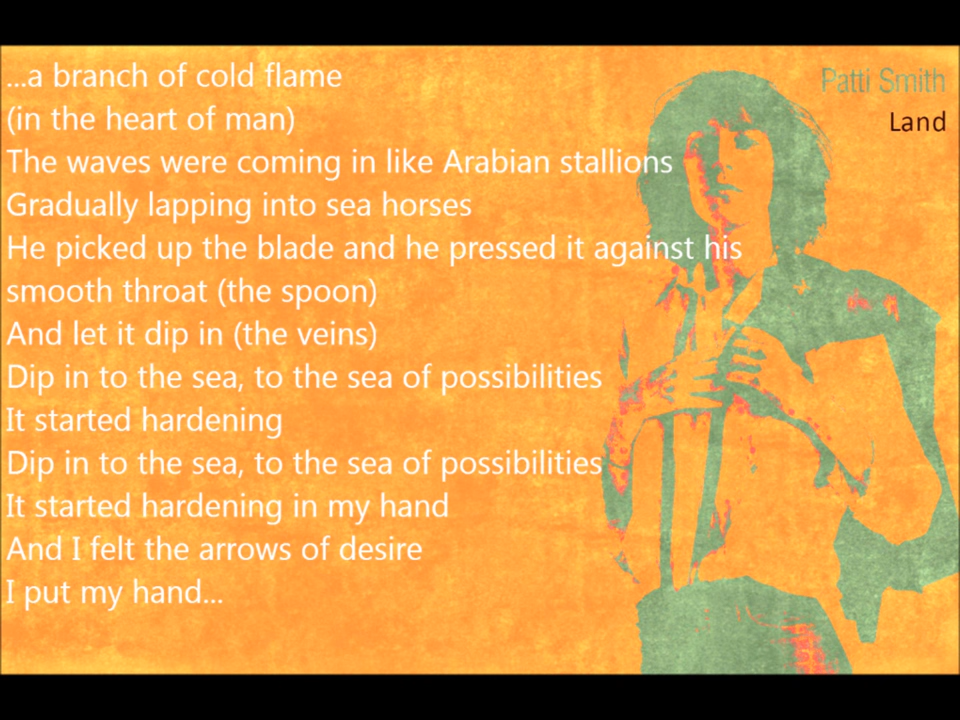 Patti Smith
Land
...a branch of cold flame
(in the heart of man)
The waves were coming in like Arabian stallions
Gradually lapping into sea horses
He picked up the blade and he pressed it against his
smooth throat (the spoon)
And let it dip in (the veins)
Dip in to the sea, to the sea of possibilities
It started hardening
Dip in to the sea, to the sea of possibilities
It started hardening in my hand
And I felt the arrows of desire
I put my hand...